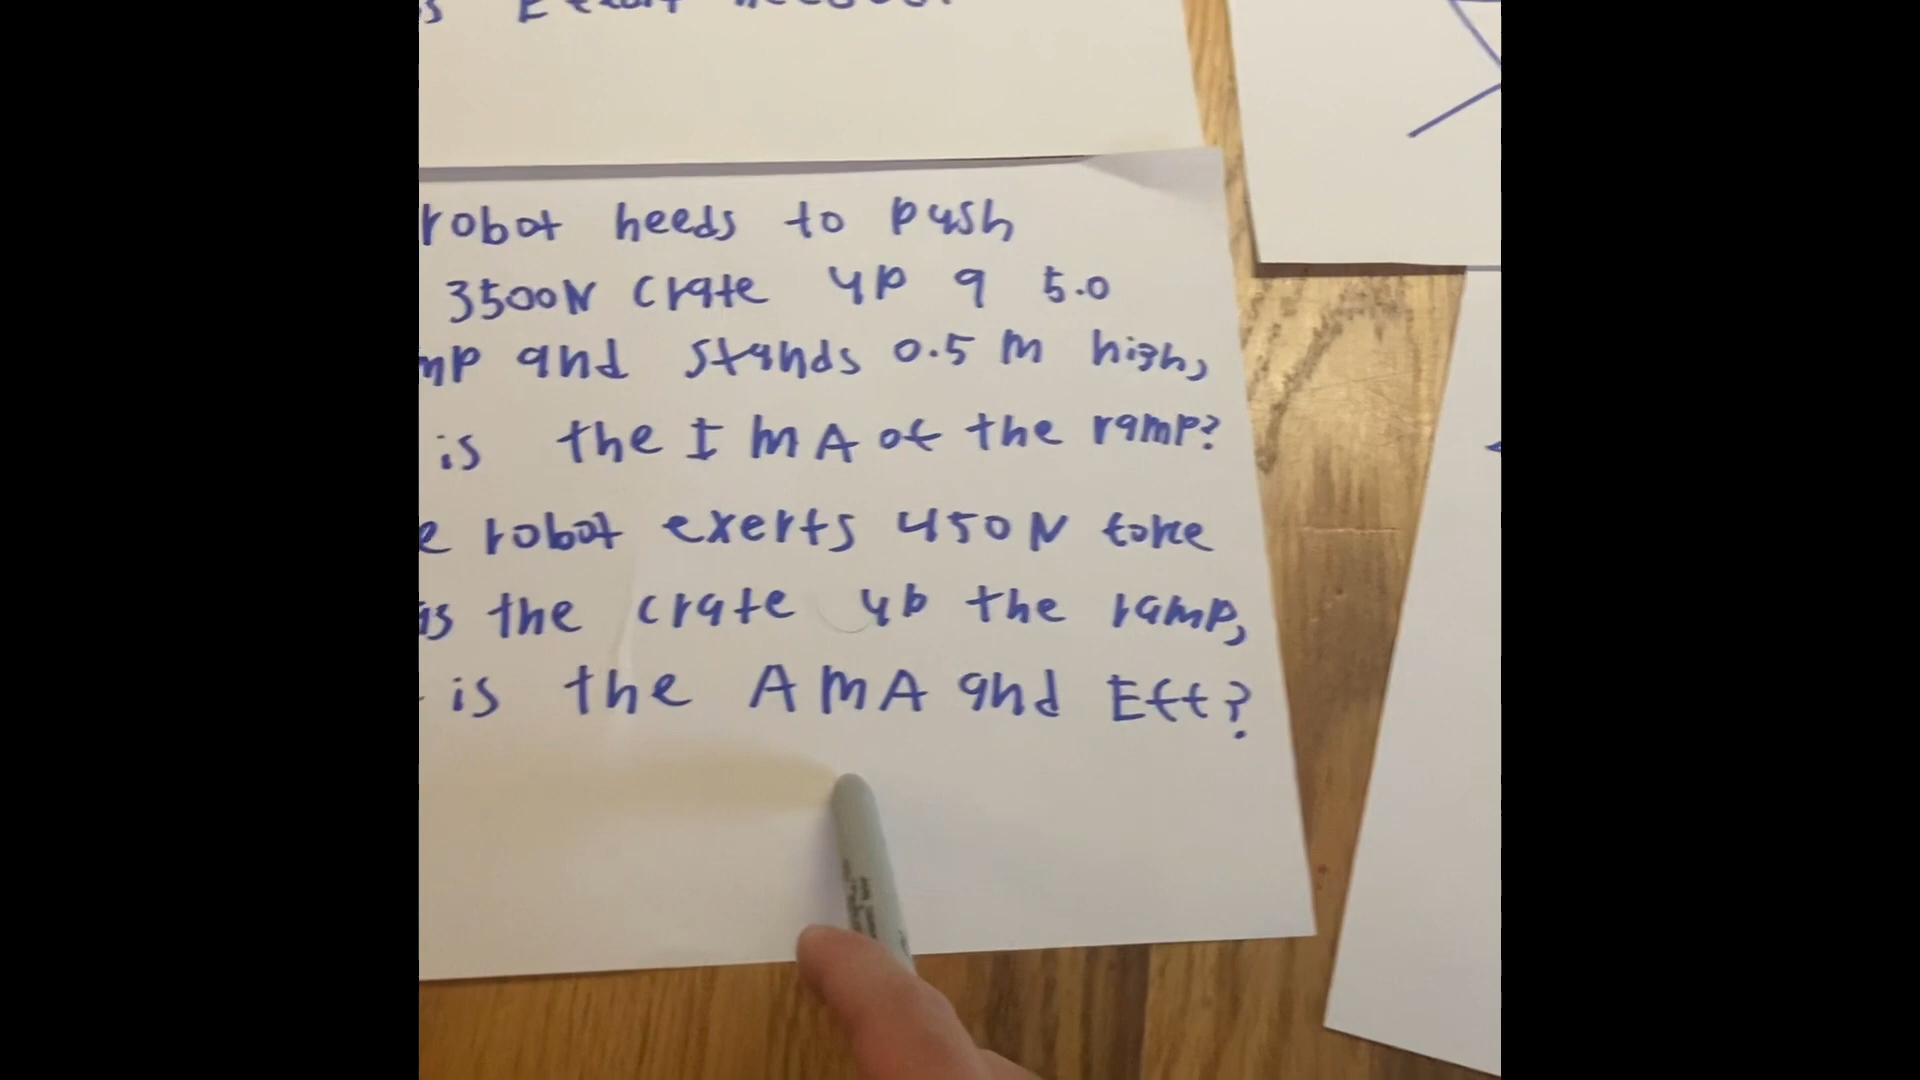 robot needs to push
3500N crate up a 5.0
and stands 0.5 m high,
is the IMA of the ramp?
robot exerts 450N force
the crate up the ramp,
is the AMA and Eff?